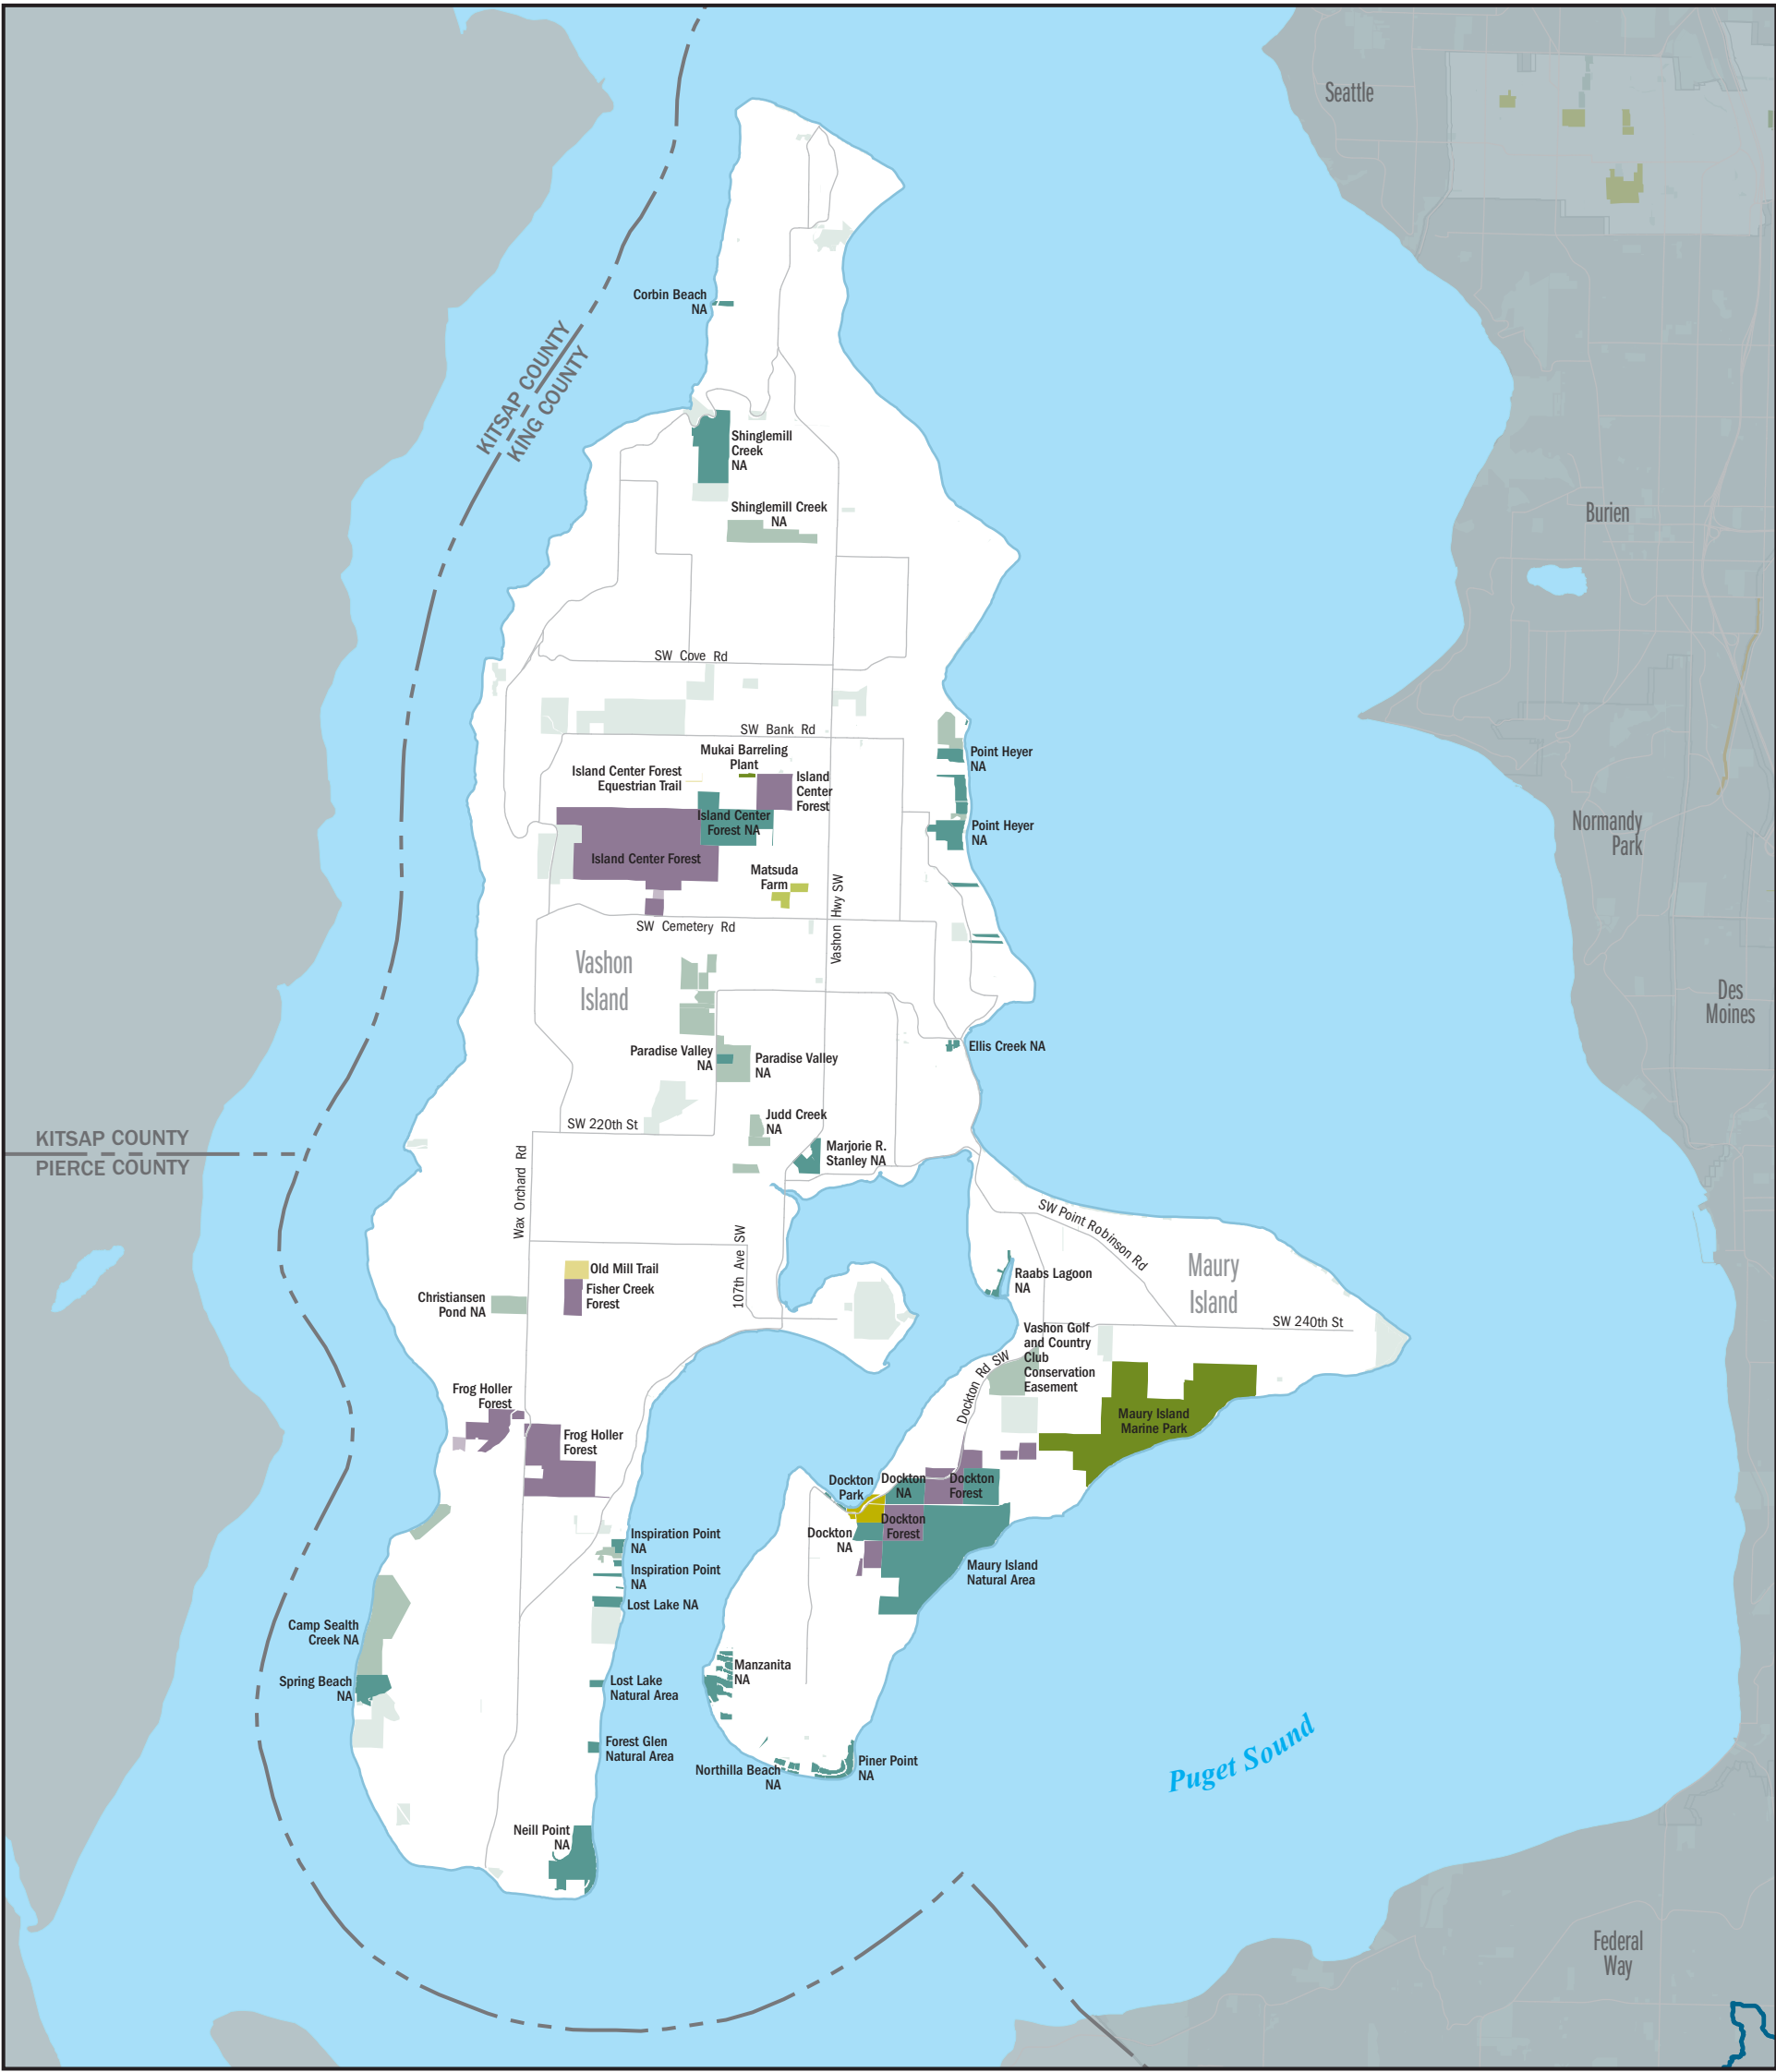 Seattle
Corbin Beach
NA
KITSAP COUNTY
KING COUNTY
Shinglemill
Creek
NA
Shinglemill Creek
NA
Burien
SW Cove Rd
SW Bank Rd
Mukai Barreling
Plant
Point Heyer
NA
Island Center Forest
Equestrian Trail
Island
Center
Forest
Island Center
Forest NA
Point Heyer
NA
Normandy
Park
Island Center Forest
Matsuda
Farm
Vashon Hwy SW
SW Cemetery Rd
Vashon
Island
Des
Moines
Paradise Valley
NA
Paradise Valley
NA
Ellis Creek NA
Judd Creek
NA
SW 220th St
KITSAP COUNTY
PIERCE COUNTY
Marjorie R.
Stanley NA
Wax Orchard Rd
SW Point Robinson Rd
107th Ave SW
Maury
Island
Old Mill Trail
Fisher Creek
Forest
Raabs Lagoon
NA
Christiansen
Pond NA
SW 240th St
Vashon Golf
and Country
Club
Conservation
Easement
Dockton Rd SW
Frog Holler
Forest
Maury Island
Marine Park
Frog Holler
Forest
Dockton
Park
Dockton
NA
Dockton
Forest
Dockton
Forest
Dockton
NA
Inspiration Point
NA
Inspiration Point
NA
Maury Island
Natural Area
Lost Lake NA
Camp Sealth
Creek NA
Spring Beach
NA
Manzanita
NA
Lost Lake
Natural Area
Forest Glen
Natural Area
Northilla Beach
NA
Piner Point
NA
Puget Sound
Neill Point
NA
Federal
Way